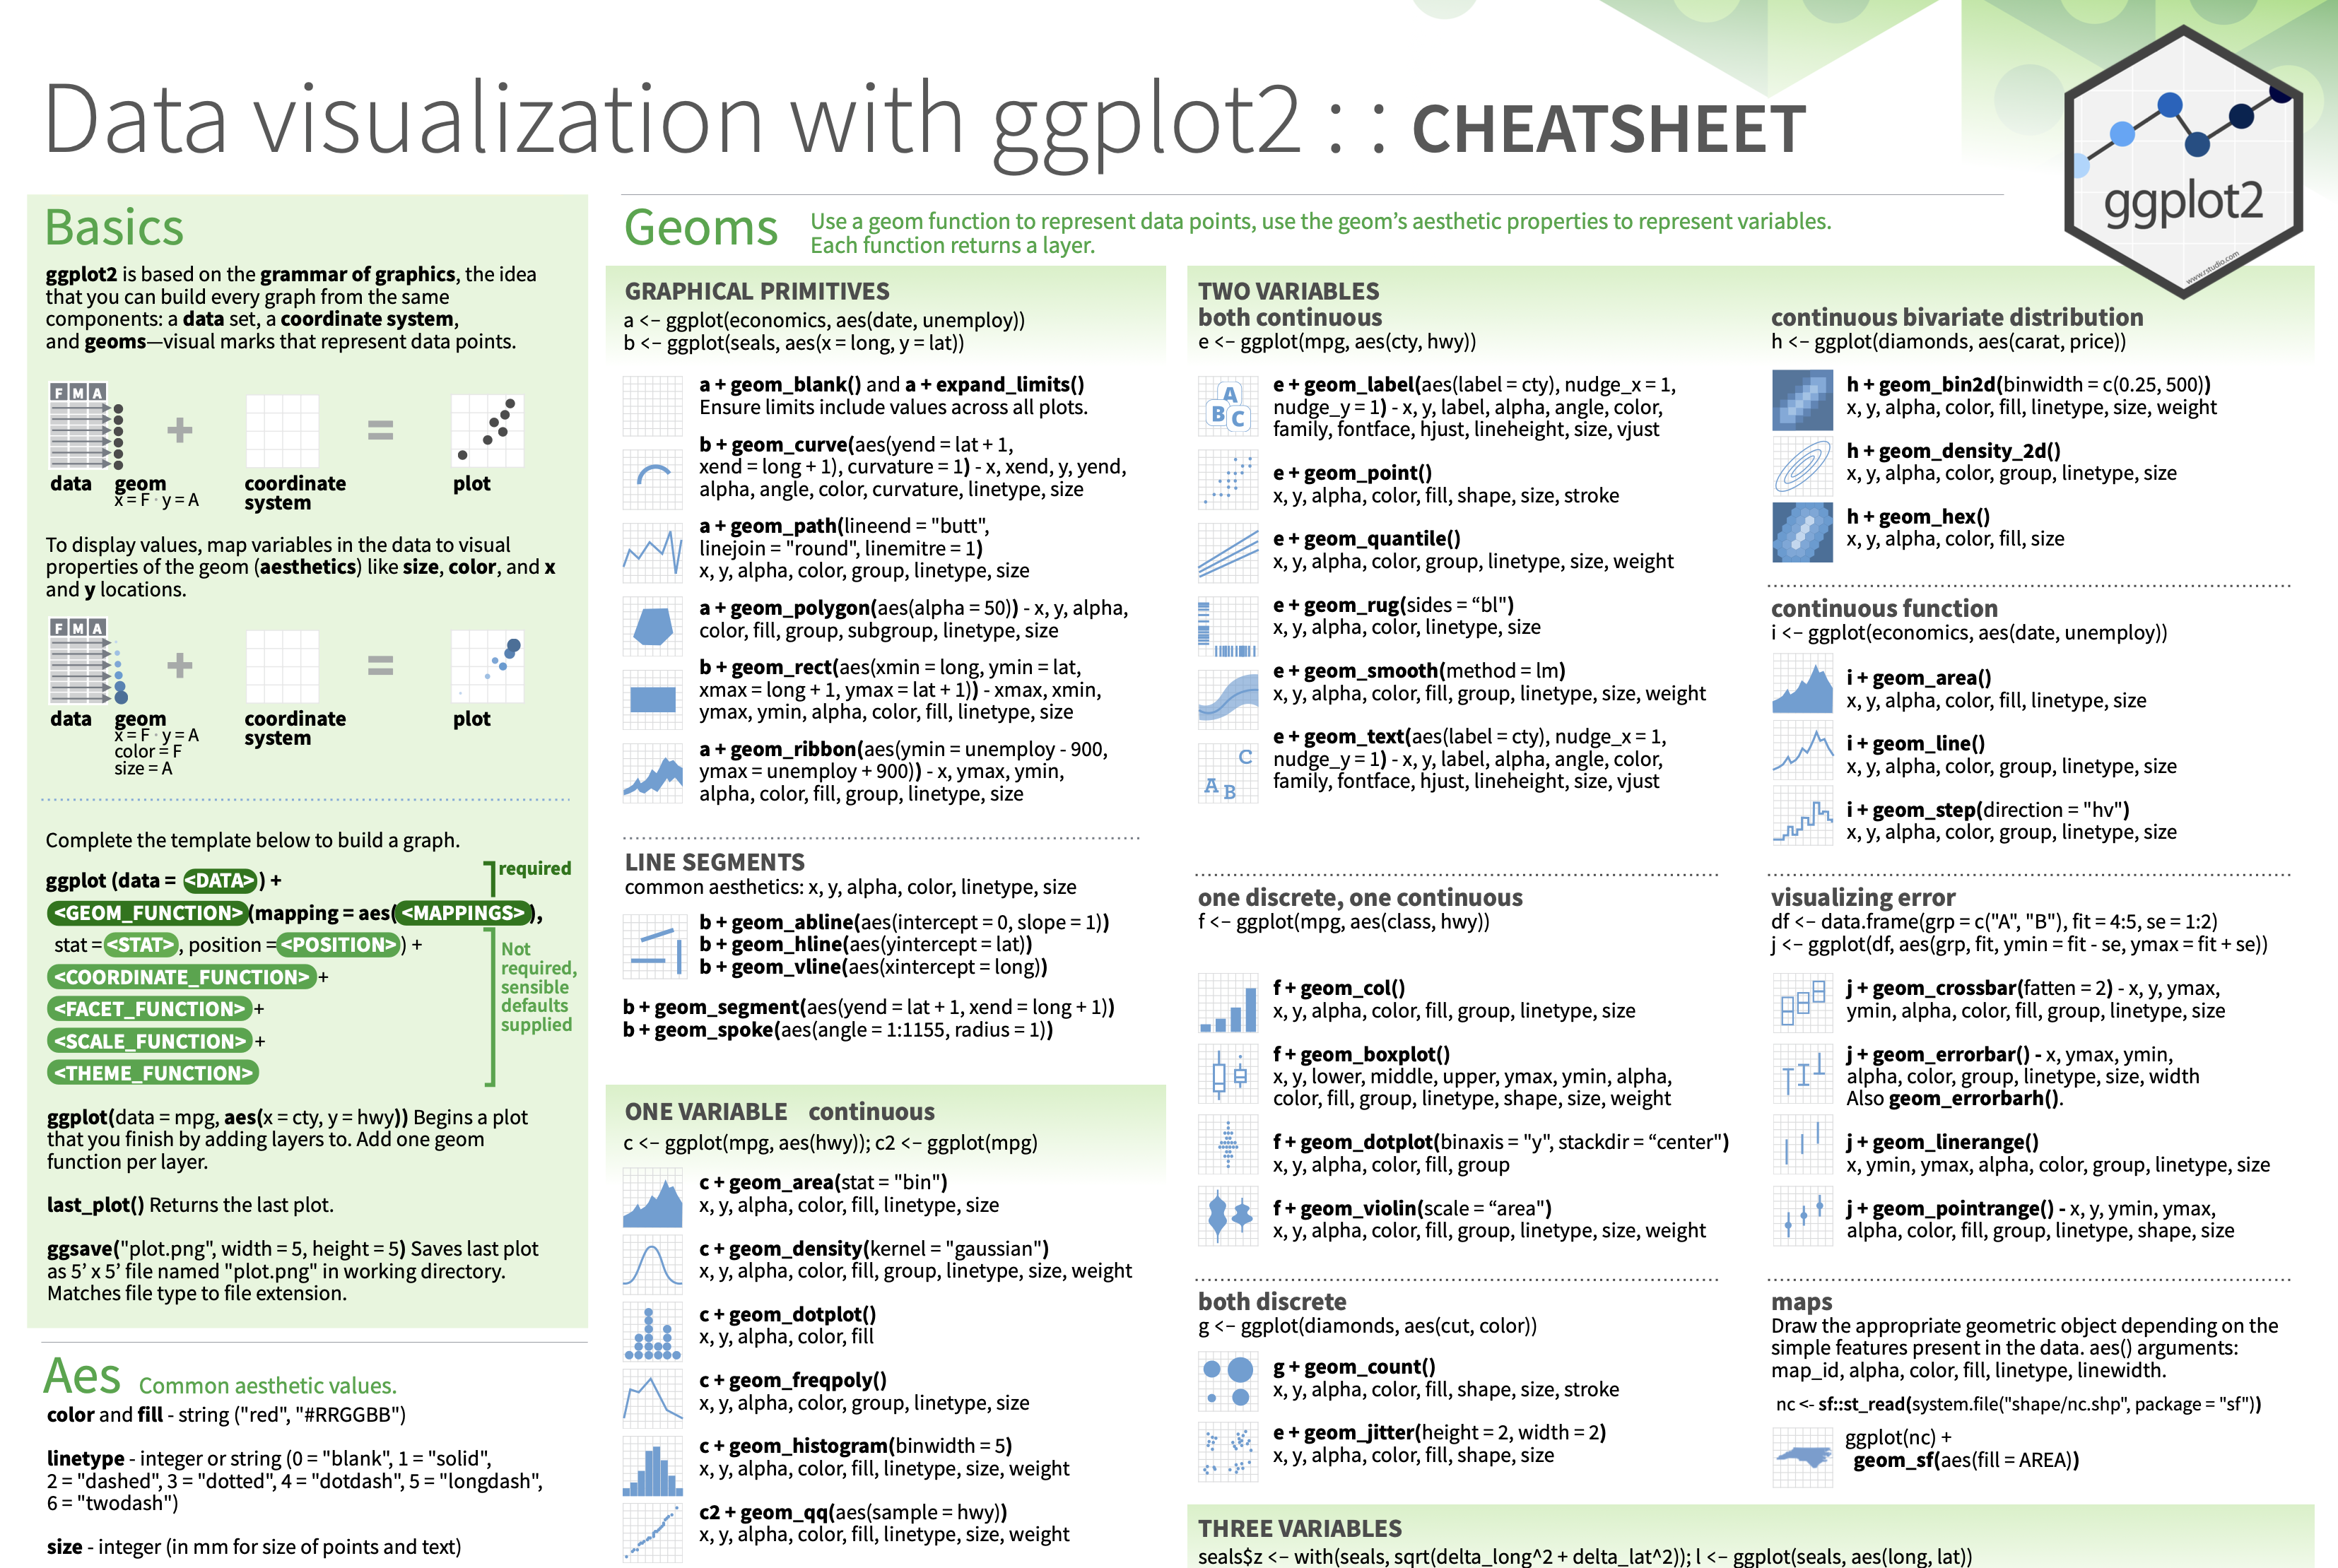 Data visualization with ggplot2 : : CHEATSHEET
ggplot2
www.rstudio.com
Basics
ggplot2 is based on the grammar of graphics, the idea
that you can build every graph from the same
components: a data set, a coordinate system,
and geoms—visual marks that represent data points.
F M A
+
=
data
geom
x = F · y = A
coordinate
system
plot
To display values, map variables in the data to visual
properties of the geom (aesthetics) like size, color, and x
and y locations.
F M A
+
=
data
geom
x = F · y = A
color = F
size = A
coordinate
system
plot
Complete the template below to build a graph.
required
ggplot (data = <DATA> ) +
<GEOM_FUNCTION> (mapping = aes( <MAPPINGS> ),
stat = <STAT> , position = <POSITION> ) +
<COORDINATE_FUNCTION> +
<FACET_FUNCTION> +
<SCALE_FUNCTION> +
<THEME_FUNCTION>
Not
required,
sensible
defaults
supplied
ggplot(data = mpg, aes(x = cty, y = hwy)) Begins a plot
that you finish by adding layers to. Add one geom
function per layer.
last_plot() Returns the last plot.
ggsave("plot.png", width = 5, height = 5) Saves last plot
as 5’ x 5’ file named "plot.png" in working directory.
Matches file type to file extension.
Aes Common aesthetic values.
color and fill - string ("red", "#RRGGBB")
linetype - integer or string (0 = "blank", 1 = "solid",
2 = "dashed", 3 = "dotted", 4 = "dotdash", 5 = "longdash",
6 = "twodash")
size - integer (in mm for size of points and text)
Geoms
Use a geom function to represent data points, use the geom’s aesthetic properties to represent variables.
Each function returns a layer.
GRAPHICAL PRIMITIVES
a <- ggplot(economics, aes(date, unemploy))
b <- ggplot(seals, aes(x = long, y = lat))
a + geom_blank() and a + expand_limits()
Ensure limits include values across all plots.
b + geom_curve(aes(yend = lat + 1,
xend = long + 1), curvature = 1) - x, xend, y, yend,
alpha, angle, color, curvature, linetype, size
a + geom_path(lineend = "butt",
linejoin = "round", linemitre = 1)
x, y, alpha, color, group, linetype, size
a + geom_polygon(aes(alpha = 50)) - x, y, alpha,
color, fill, group, subgroup, linetype, size
b + geom_rect(aes(xmin = long, ymin = lat,
xmax = long + 1, ymax = lat + 1)) - xmax, xmin,
ymax, ymin, alpha, color, fill, linetype, size
a + geom_ribbon(aes(ymin = unemploy - 900,
ymax = unemploy + 900)) - x, ymax, ymin,
alpha, color, fill, group, linetype, size
LINE SEGMENTS
common aesthetics: x, y, alpha, color, linetype, size
b + geom_abline(aes(intercept = 0, slope = 1))
b + geom_hline(aes(yintercept = lat))
b + geom_vline(aes(xintercept = long))
b + geom_segment(aes(yend = lat + 1, xend = long + 1))
b + geom_spoke(aes(angle = 1:1155, radius = 1))
ONE VARIABLE continuous
c <- ggplot(mpg, aes(hwy)); c2 <- ggplot(mpg)
c + geom_area(stat = "bin")
x, y, alpha, color, fill, linetype, size
c + geom_density(kernel = "gaussian")
x, y, alpha, color, fill, group, linetype, size, weight
c + geom_dotplot()
x, y, alpha, color, fill
c + geom_freqpoly()
x, y, alpha, color, group, linetype, size
c + geom_histogram(binwidth = 5)
x, y, alpha, color, fill, linetype, size, weight
c2 + geom_qq(aes(sample = hwy))
x, y, alpha, color, fill, linetype, size, weight
TWO VARIABLES
both continuous
e <- ggplot(mpg, aes(cty, hwy))
A
B C
e + geom_label(aes(label = cty), nudge_x = 1,
nudge_y = 1) - x, y, label, alpha, angle, color,
family, fontface, hjust, lineheight, size, vjust
e + geom_point()
x, y, alpha, color, fill, shape, size, stroke
e + geom_quantile()
x, y, alpha, color, group, linetype, size, weight
e + geom_rug(sides = “bl")
x, y, alpha, color, linetype, size
e + geom_smooth(method = lm)
x, y, alpha, color, fill, group, linetype, size, weight
C
A B
e + geom_text(aes(label = cty), nudge_x = 1,
nudge_y = 1) - x, y, label, alpha, angle, color,
family, fontface, hjust, lineheight, size, vjust
one discrete, one continuous
f <- ggplot(mpg, aes(class, hwy))
f + geom_col()
x, y, alpha, color, fill, group, linetype, size
f + geom_boxplot()
x, y, lower, middle, upper, ymax, ymin, alpha,
color, fill, group, linetype, shape, size, weight
f + geom_dotplot(binaxis = "y", stackdir = “center")
x, y, alpha, color, fill, group
f + geom_violin(scale = “area")
x, y, alpha, color, fill, group, linetype, size, weight
both discrete
g <- ggplot(diamonds, aes(cut, color))
g + geom_count()
x, y, alpha, color, fill, shape, size, stroke
e + geom_jitter(height = 2, width = 2)
x, y, alpha, color, fill, shape, size
continuous bivariate distribution
h <- ggplot(diamonds, aes(carat, price))
h + geom_bin2d(binwidth = c(0.25, 500))
x, y, alpha, color, fill, linetype, size, weight
h + geom_density_2d()
x, y, alpha, color, group, linetype, size
h + geom_hex()
x, y, alpha, color, fill, size
continuous function
i <- ggplot(economics, aes(date, unemploy))
i + geom_area()
x, y, alpha, color, fill, linetype, size
i + geom_line()
x, y, alpha, color, group, linetype, size
i + geom_step(direction = "hv")
x, y, alpha, color, group, linetype, size
visualizing error
df <- data.frame(grp = c("A", "B"), fit = 4:5, se = 1:2)
j <- ggplot(df, aes(grp, fit, ymin = fit - se, ymax = fit + se))
j + geom_crossbar(fatten = 2) - x, y, ymax,
ymin, alpha, color, fill, group, linetype, size
j + geom_errorbar() - x, ymax, ymin,
alpha, color, group, linetype, size, width
Also geom_errorbarh().
j + geom_linerange()
x, ymin, ymax, alpha, color, group, linetype, size
j + geom_pointrange() - x, y, ymin, ymax,
alpha, color, fill, group, linetype, shape, size
maps
Draw the appropriate geometric object depending on the
simple features present in the data. aes() arguments:
map_id, alpha, color, fill, linetype, linewidth.
nc <- sf::st_read(system.file("shape/nc.shp", package = "sf"))
ggplot(nc) +
geom_sf(aes(fill = AREA))
THREE VARIABLES
seals$z <- with(seals, sqrt(delta_long^2 + delta_lat^2)); l <- ggplot(seals, aes(long, lat))